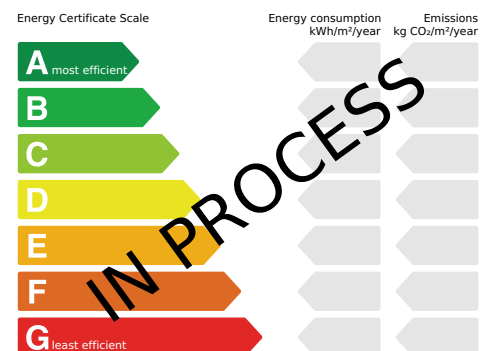 Energy Certificate Scale
Energy consumption
kWh/m²/year
Emissions
kg CO₂/m²/year
A most efficient
B
C
D
E
F
G least efficient
IN PROCESS